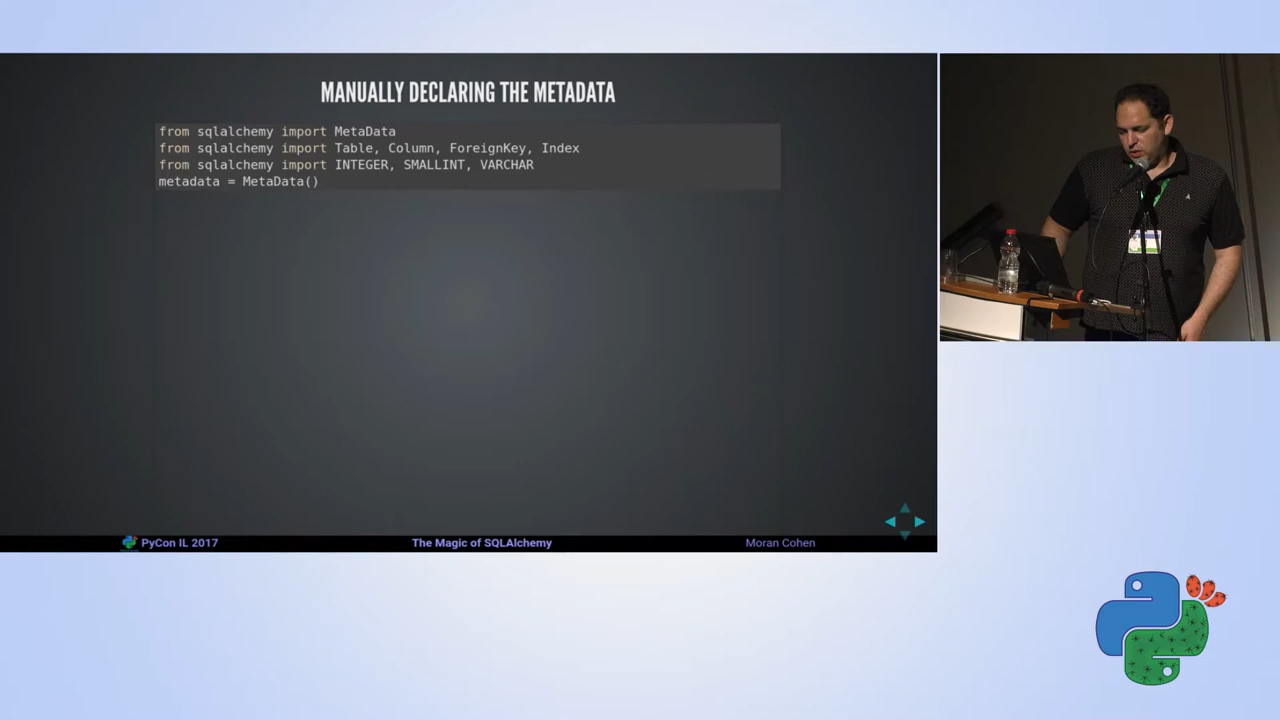 MANUALLY DECLARING THE METADATA
from sqlalchemy import MetaData
from sqlalchemy import Table, Column, ForeignKey, Index
from sqlalchemy import INTEGER, SMALLINT, VARCHAR
metadata = MetaData()
PyCon IL 2017
The Magic of SQLAlchemy
Moran Cohen